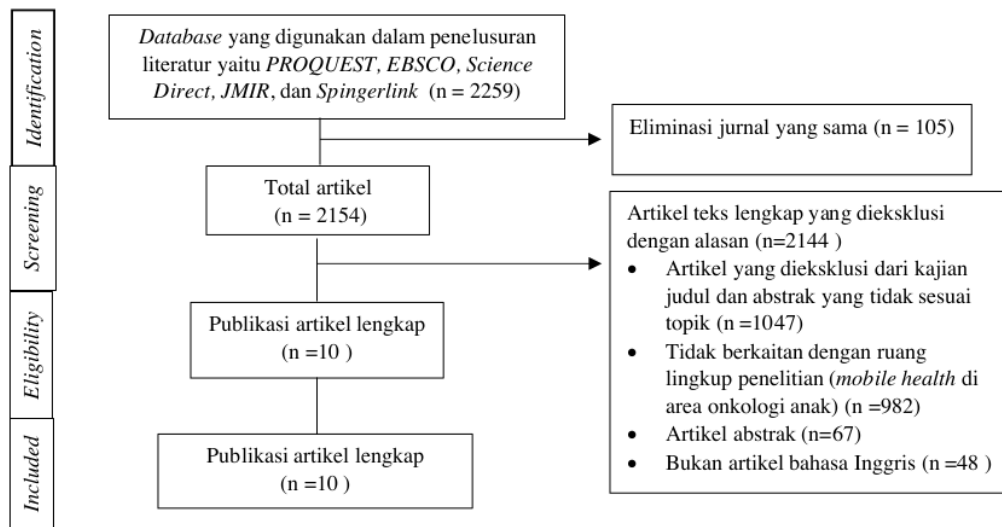 Identification
Database yang digunakan dalam penelusuran
literatur yaitu PROQUEST, EBSCO, Science
Direct, JMIR, dan Spingerlink (n = 2259)
Eliminasi jurnal yang sama (n = 105)
Screening
Total artikel
(n = 2154)
Artikel teks lengkap yang dieksklusi
dengan alasan (n=2144 )
• Artikel yang dieksklusi dari kajian
judul dan abstrak yang tidak sesuai
topik (n =1047)
• Tidak berkaitan dengan ruang
lingkup penelitian (mobile health di
area onkologi anak) (n =982)
• Artikel abstrak (n=67)
• Bukan artikel bahasa Inggris (n =48 )
Eligibility
Publikasi artikel lengkap
(n =10 )
Included
Publikasi artikel lengkap
(n =10 )